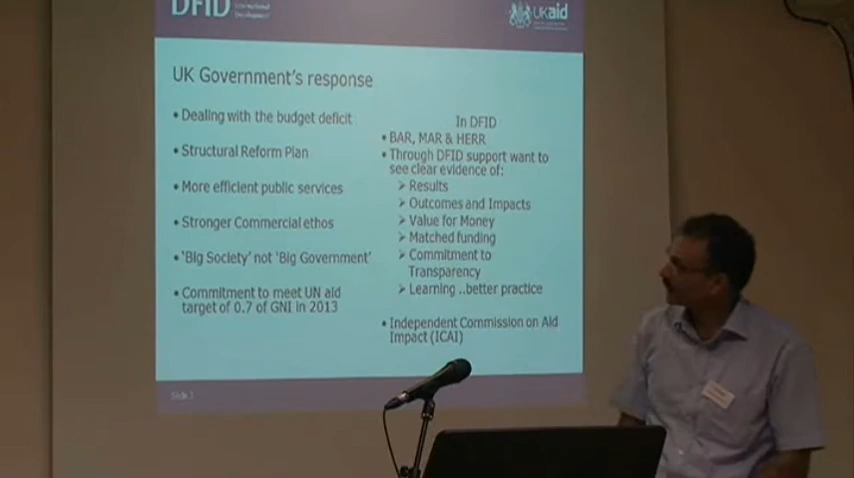 DFID
International
Development
UKaid
UK Government's response
• Dealing with the budget deficit
• Structural Reform Plan
• More efficient public services
• Stronger Commercial ethos
• 'Big Society' not 'Big Government'
• Commitment to meet UN aid
target of 0.7 of GNI in 2013
In DFID
• BAR, MAR & HERR
• Through DFID support want to
see clear evidence of:
➢ Results
➢ Outcomes and Impacts
➢ Value for Money
➢ Matched funding
➢ Commitment to
Transparency
➢ Learning ..better practice
• Independent Commission on Aid
Impact (ICAI)